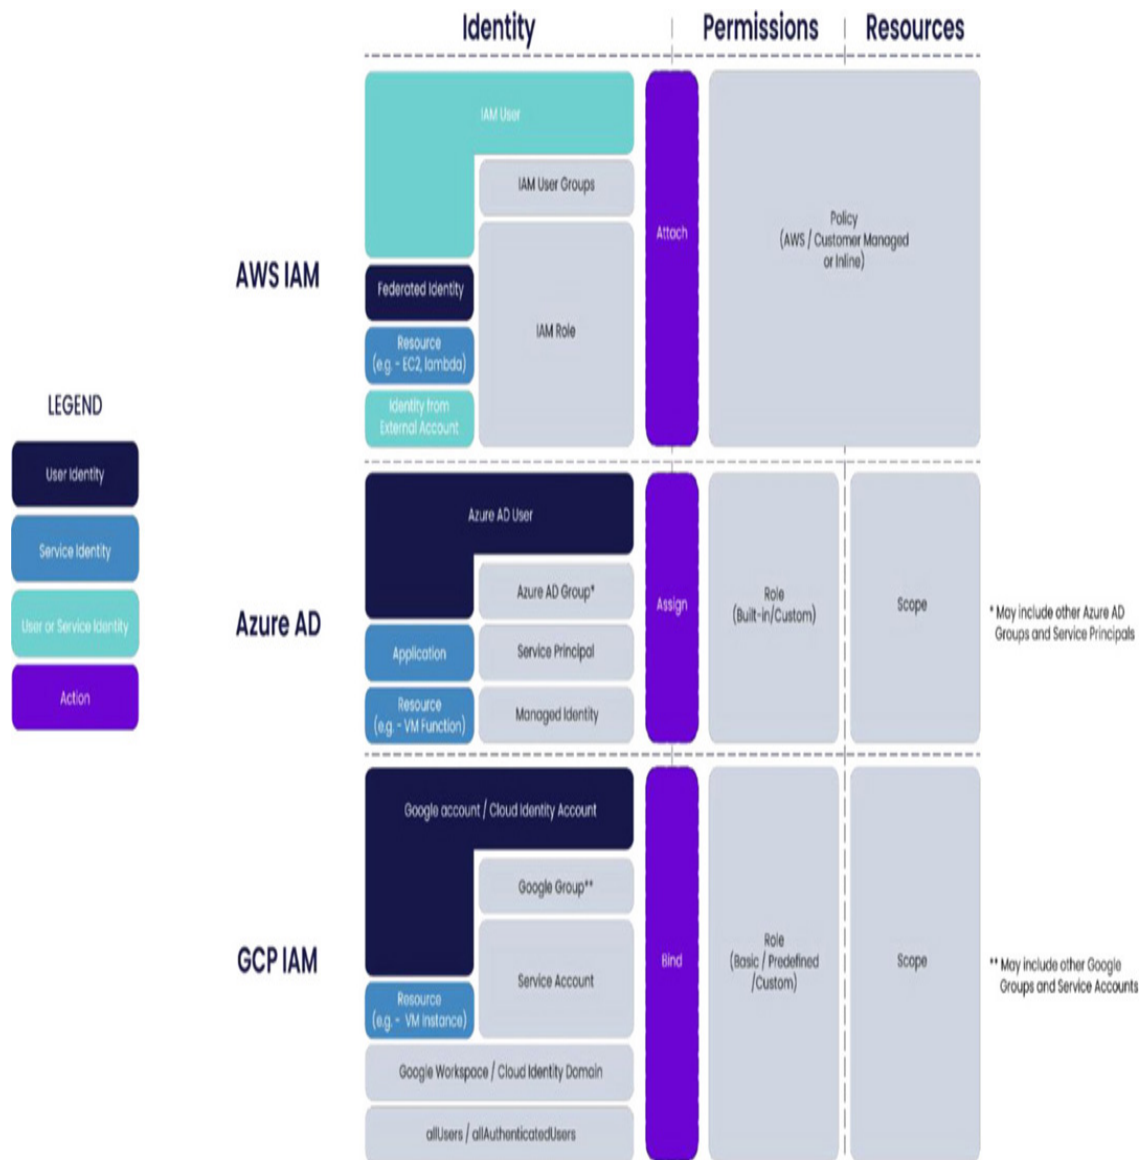 Identity
Permissions
Resources
AWS IAM
IAM User
IAM User Groups
IAM Role
Federated Identity
Resource
(e.g. - EC2, lambda)
Identity from
External Account
Attach
Policy
(AWS / Customer Managed
or Inline)
LEGEND
User Identity
Service Identity
User or Service Identity
Action
Azure AD
Azure AD User
Azure AD Group*
Application
Service Principal
Resource
(e.g. - VM Function)
Managed Identity
Assign
Role
(Built-in/Custom)
Scope
* May include other Azure AD
Groups and Service Principals
GCP IAM
Google account / Cloud Identity Account
Google Group**
Service Account
Resource
(e.g. - VM instance)
Google Workspace / Cloud Identity Domain
allUsers / allAuthenticatedUsers
Bind
Role
(Basic / Predefined
/Custom)
Scope
** May include other Google
Groups and Service Accounts